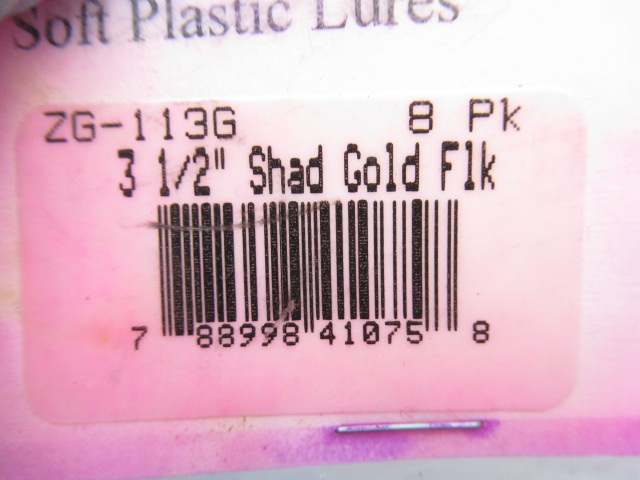 Soft Plastic Lures
ZG-113G 8 Pk
3 1/2" Shad Gold Flk
7 88998 41075 8